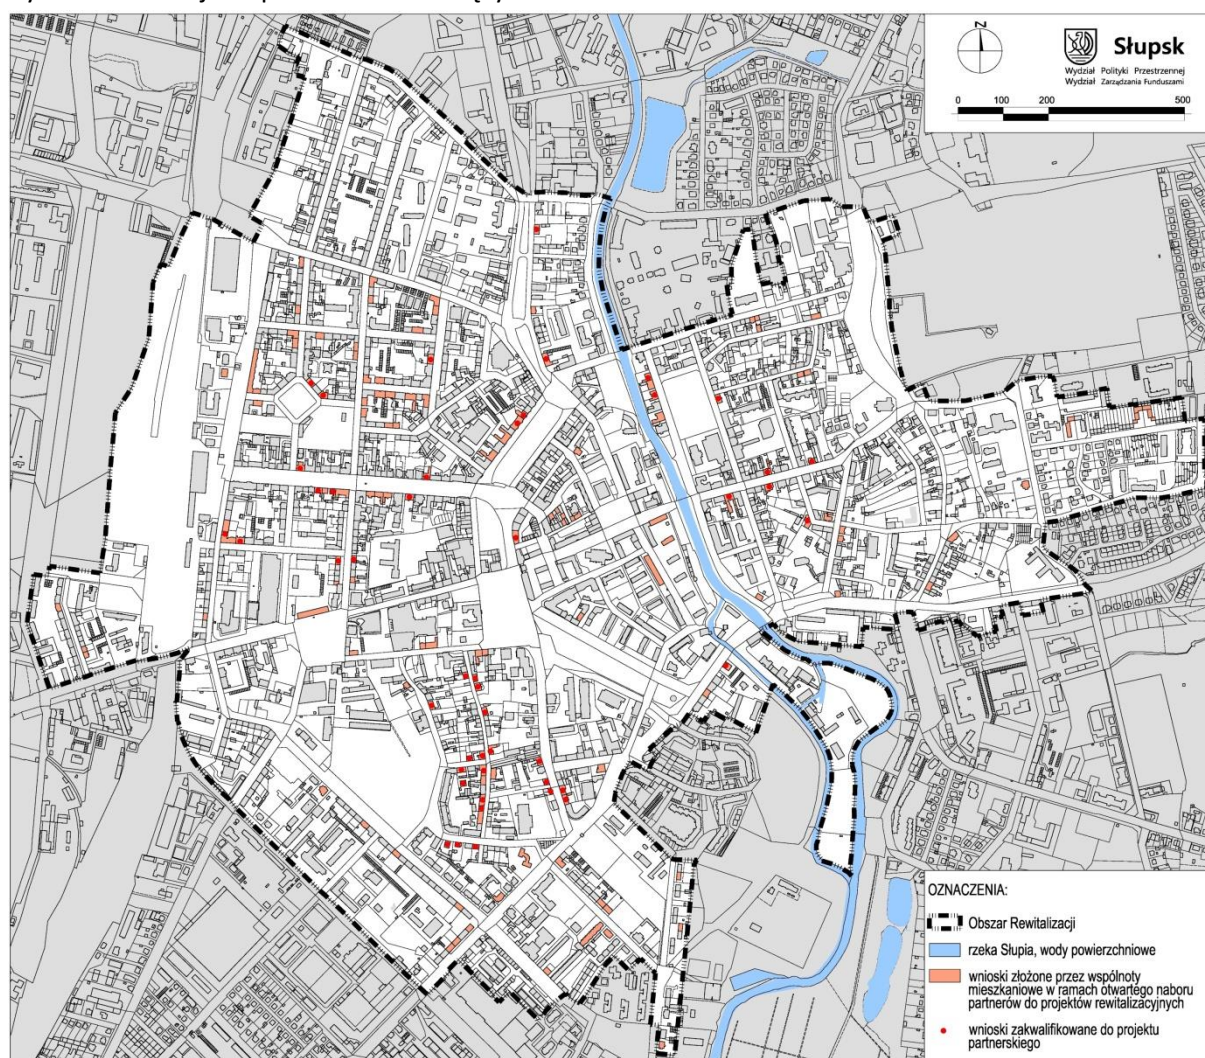 N
Słupsk
Wydział Polityki Przestrzennej
Wydział Zarządzania Funduszami
0 100 200 500
OZNACZENIA:
Obszar Rewitalizacji
rzeka Słupia, wody powierzchniowe
wnioski złożone przez wspólnoty
mieszkaniowe w ramach otwartego naboru
partnerów do projektów rewitalizacyjnych
wnioski zakwalifikowane do projektu
partnerskiego